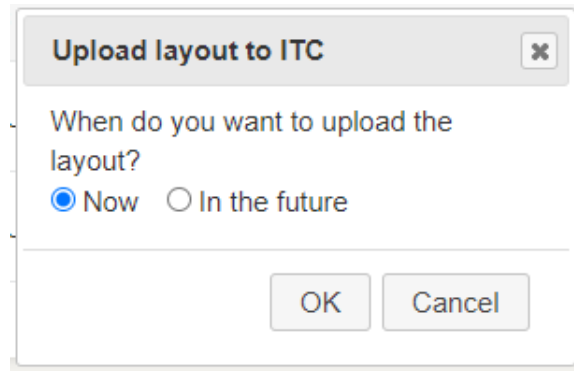 Upload layout to ITC
When do you want to upload the
layout?
Now In the future
OK Cancel